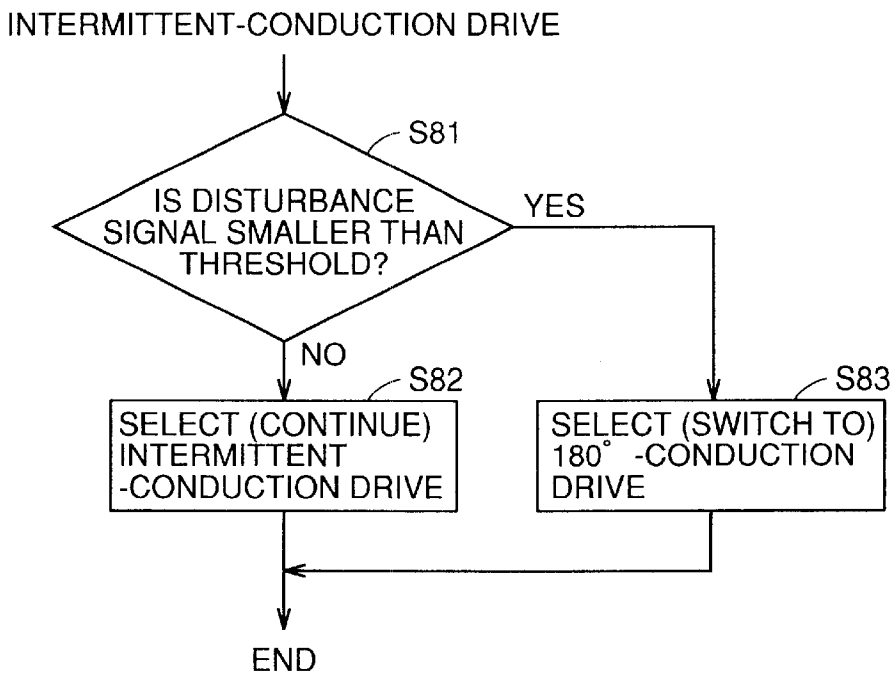 INTERMITTENT-CONDUCTION DRIVE
S81
IS DISTURBANCE
SIGNAL SMALLER THAN
THRESHOLD?
YES
NO
S82
SELECT (CONTINUE)
INTERMITTENT
-CONDUCTION DRIVE
S83
SELECT (SWITCH TO)
180° -CONDUCTION
DRIVE
END